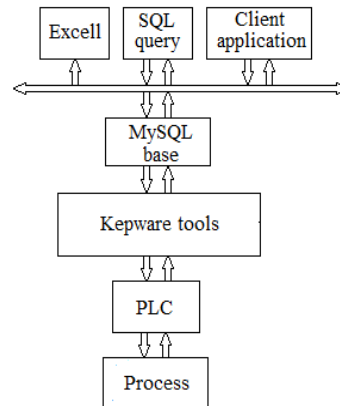 Excell
SQL
query
Client
application
MySQL
base
Kepware tools
PLC
Process